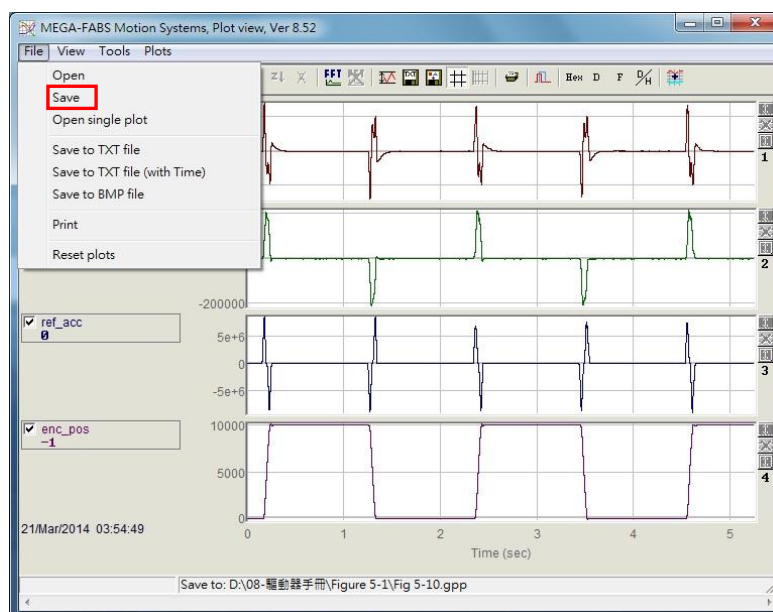 MEGA-FABS Motion Systems, Plot view, Ver 8.52
File View Tools Plots
Open
Save
Open single plot
Save to TXT file
Save to TXT file (with Time)
Save to BMP file
Print
Reset plots
FFT Hex D F D/H
1
2
-200000
ref_acc
0
5e+6
0
-5e+6
3
enc_pos
-1
10000
5000
0
4
21/Mar/2014 03:54:49
0 1 2 3 4 5
Time (sec)
Save to: D:\08-驅動器手冊\Figure 5-1\Fig 5-10.gpp